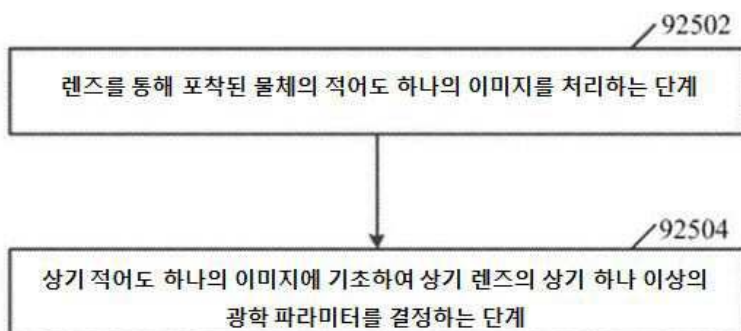 92502
렌즈를 통해 포착된 물체의 적어도 하나의 이미지를 처리하는 단계
92504
상기 적어도 하나의 이미지에 기초하여 상기 렌즈의 상기 하나 이상의
광학 파라미터를 결정하는 단계